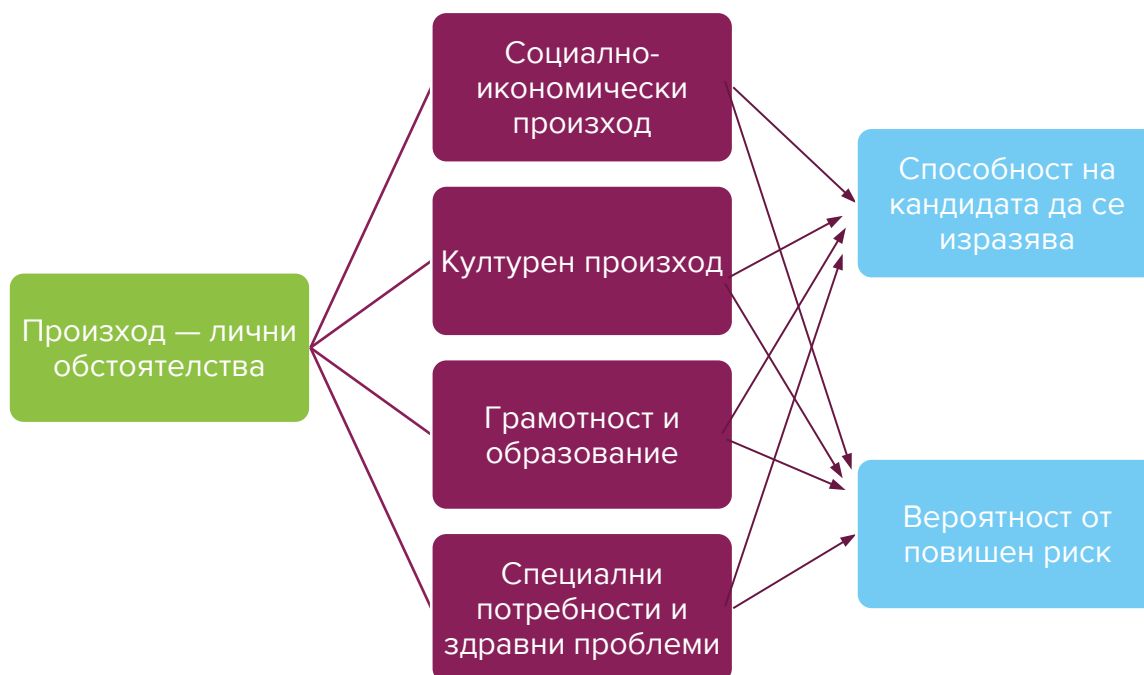 Социално-
икономически
произход
Способност на
кандидата да се
изразява
Културен произход
Произход — лични
обстоятелства
Грамотност и
образование
Вероятност от
повишен риск
Специални
потребности и
здравни проблеми